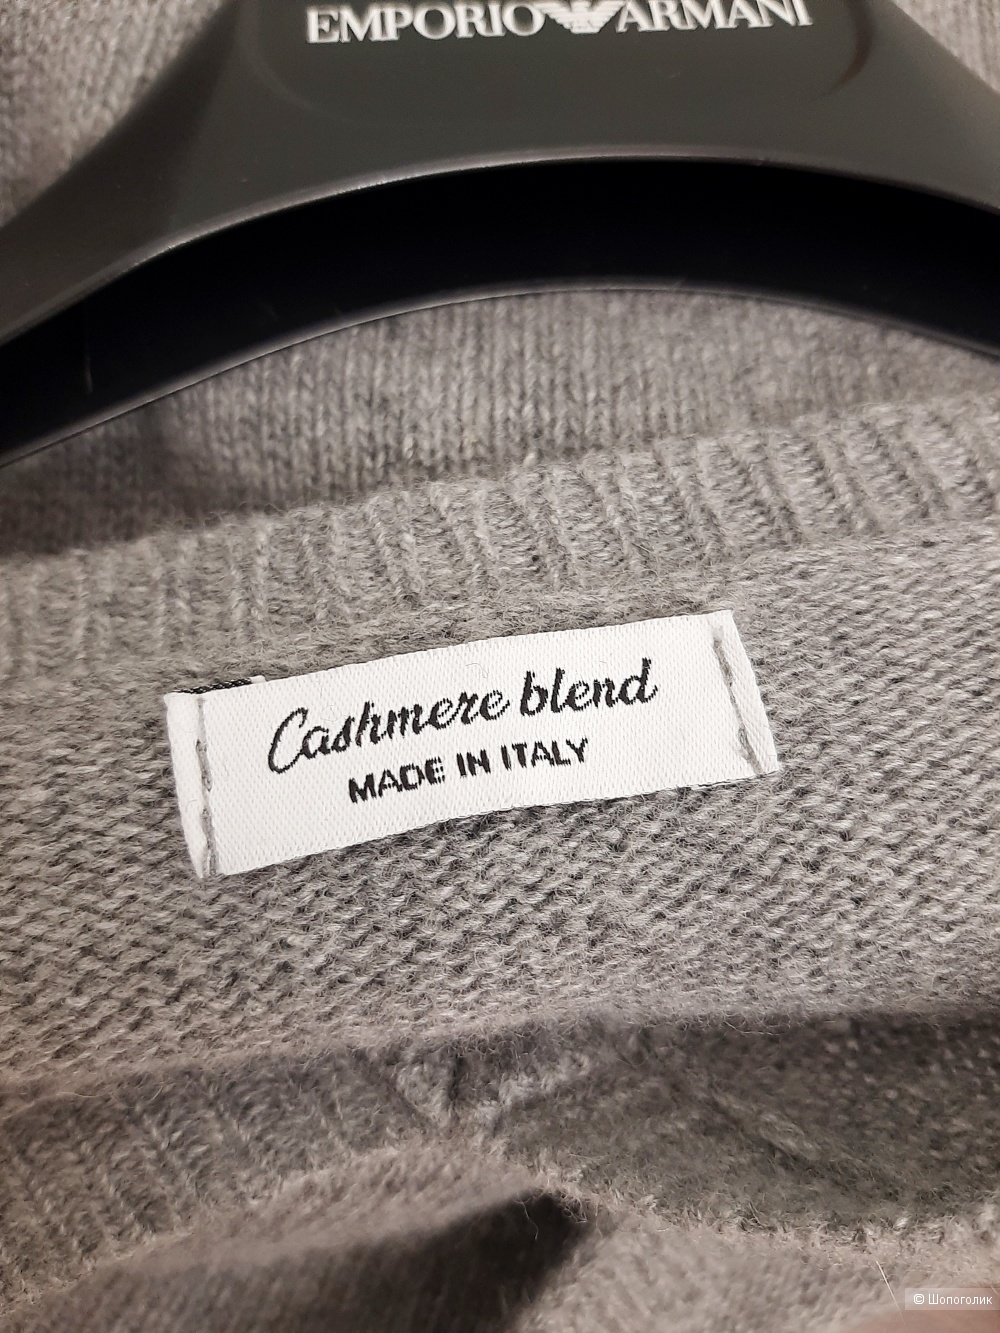 EMPORIO ARMANI
Cashmere blend
MADE IN ITALY
© Шопоголик